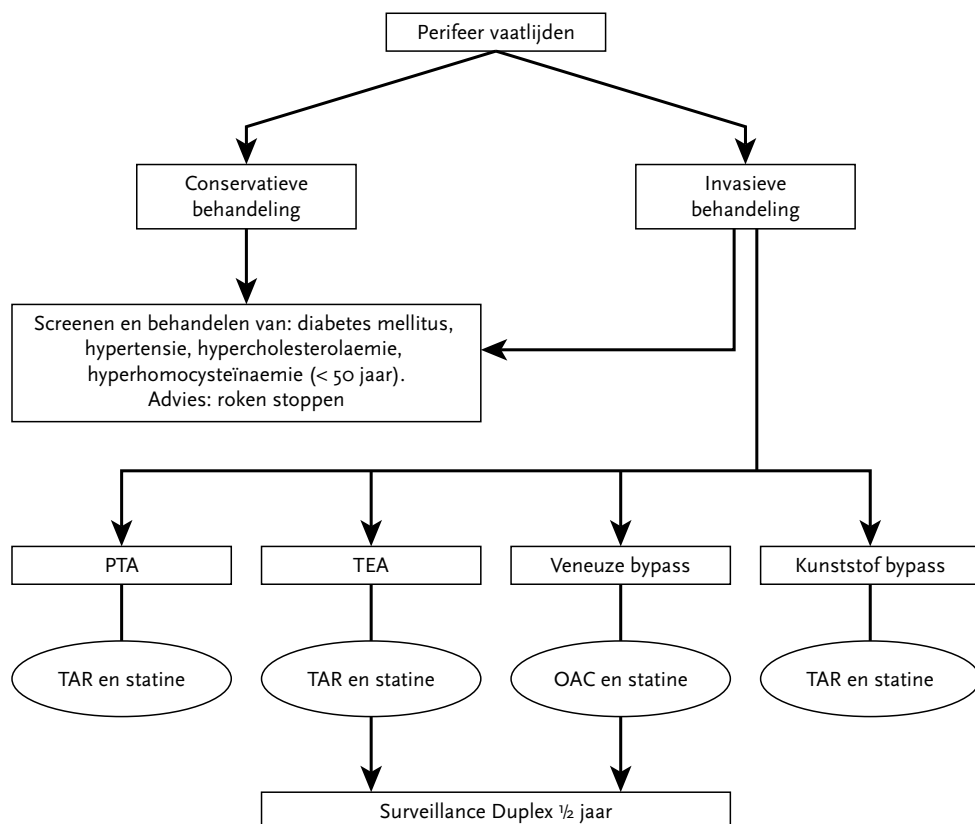 Perifeer vaatlijden
Conservatieve
behandeling
Invasieve
behandeling
Screenen en behandelen van: diabetes mellitus,
hypertensie, hypercholesterolaemie,
hyperhomocysteïnaemie (< 50 jaar).
Advies: roken stoppen
PTA
TEA
Veneuze bypass
Kunststof bypass
TAR en statine
TAR en statine
OAC en statine
TAR en statine
Surveillance Duplex ½ jaar